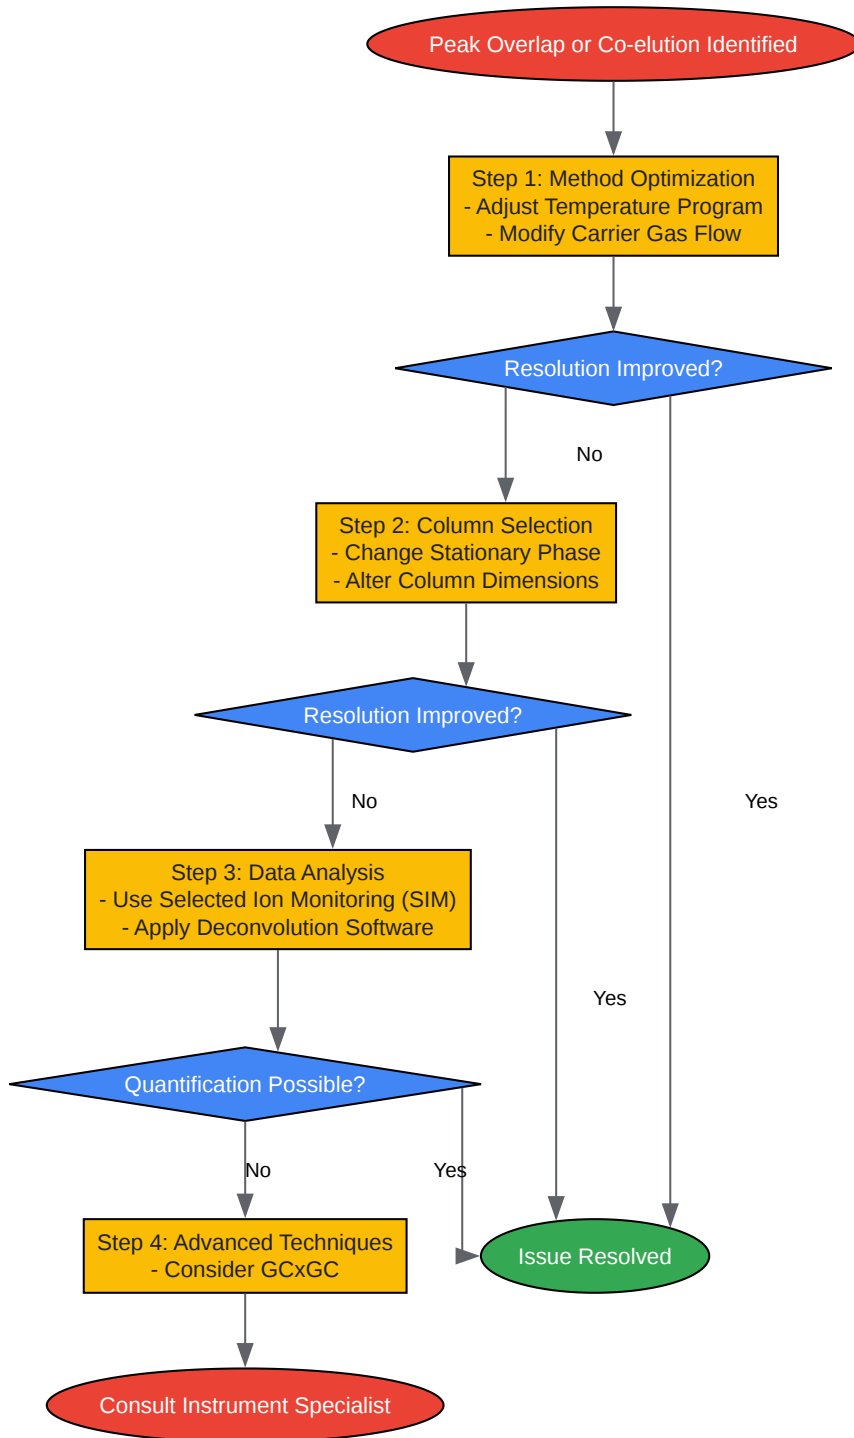 Peak Overlap or Co-elution Identified
Step 1: Method Optimization
- Adjust Temperature Program
- Modify Carrier Gas Flow
Resolution Improved?
No
Step 2: Column Selection
- Change Stationary Phase
- Alter Column Dimensions
Resolution Improved?
No
Yes
Step 3: Data Analysis
- Use Selected Ion Monitoring (SIM)
- Apply Deconvolution Software
Yes
Quantification Possible?
No
Yes
Step 4: Advanced Techniques
- Consider GCxGC
Issue Resolved
Consult Instrument Specialist